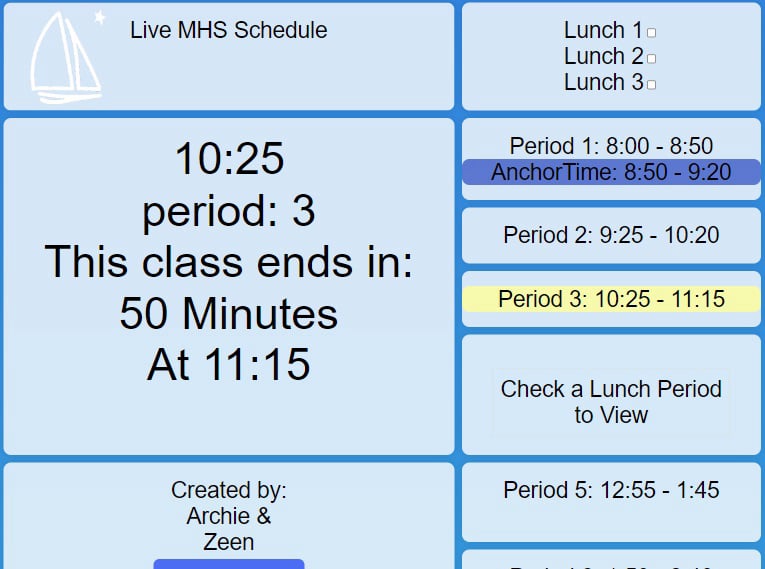 Live MHS Schedule
Lunch 1
Lunch 2
Lunch 3
10:25
period: 3
This class ends in:
50 Minutes
At 11:15
Period 1: 8:00 - 8:50
AnchorTime: 8:50 - 9:20
Period 2: 9:25 - 10:20
Period 3: 10:25 - 11:15
Check a Lunch Period
to View
Period 5: 12:55 - 1:45
Created by:
Archie &
Zeen